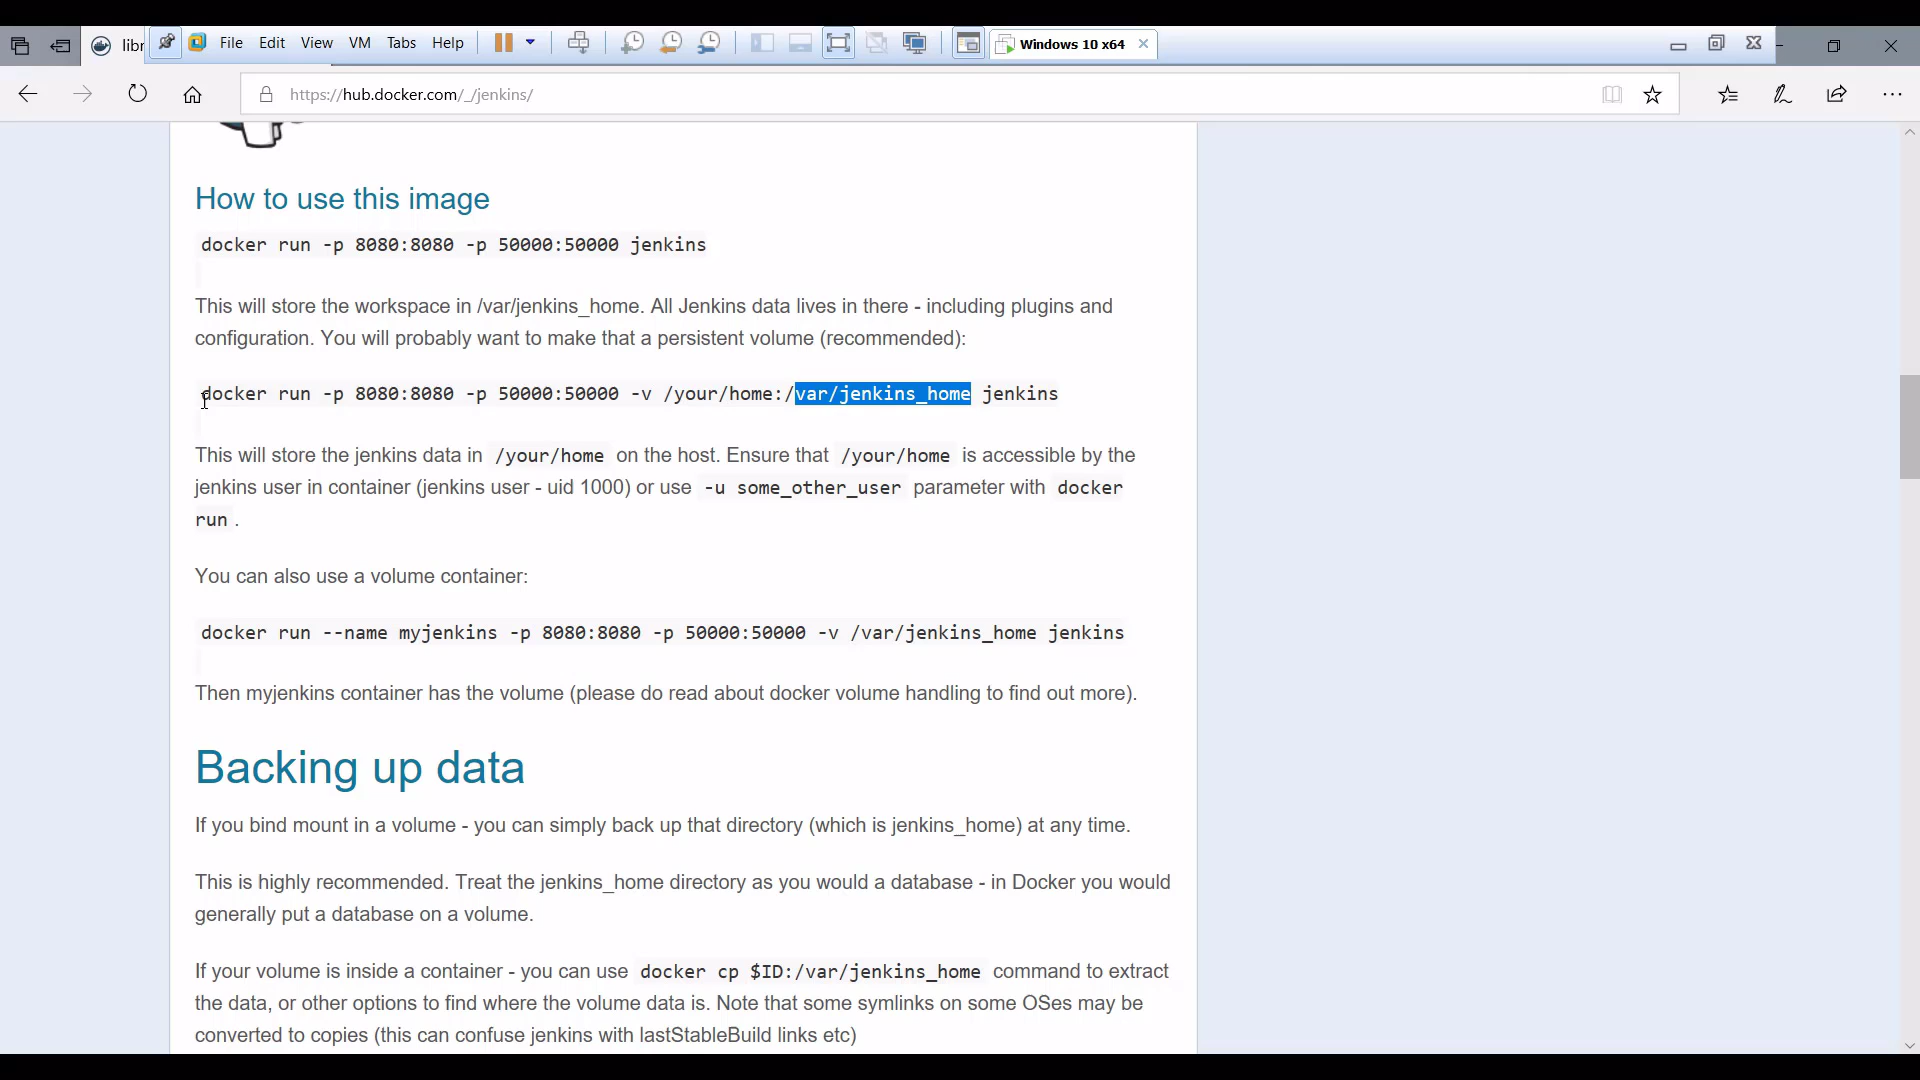 libr
File Edit View VM Tabs Help
Windows 10 x64
https://hub.docker.com/_/jenkins/
How to use this image
docker run -p 8080:8080 -p 50000:50000 jenkins
This will store the workspace in /var/jenkins_home. All Jenkins data lives in there - including plugins and
configuration. You will probably want to make that a persistent volume (recommended):
docker run -p 8080:8080 -p 50000:50000 -v /your/home:/var/jenkins_home jenkins
This will store the jenkins data in /your/home on the host. Ensure that /your/home is accessible by the
jenkins user in container (jenkins user - uid 1000) or use -u some_other_user parameter with docker
run .
You can also use a volume container:
docker run --name myjenkins -p 8080:8080 -p 50000:50000 -v /var/jenkins_home jenkins
Then myjenkins container has the volume (please do read about docker volume handling to find out more).
Backing up data
If you bind mount in a volume - you can simply back up that directory (which is jenkins_home) at any time.
This is highly recommended. Treat the jenkins_home directory as you would a database - in Docker you would
generally put a database on a volume.
If your volume is inside a container - you can use docker cp $ID:/var/jenkins_home command to extract
the data, or other options to find where the volume data is. Note that some symlinks on some OSes may be
converted to copies (this can confuse jenkins with lastStableBuild links etc)